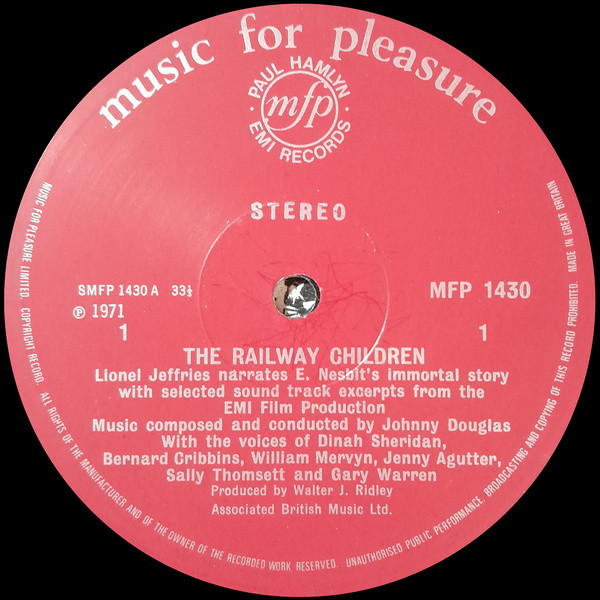 music for pleasure
· PAUL HAMLYN ·
mfp
EMI RECORDS
STEREO
SMFP 1430 A 33⅓
MFP 1430
℗ 1971
1
1
THE RAILWAY CHILDREN
Lionel Jeffries narrates E. Nesbit's immortal story
with selected sound track excerpts from the
EMI Film Production
Music composed and conducted by Johnny Douglas
With the voices of Dinah Sheridan,
Bernard Cribbins, William Mervyn, Jenny Agutter,
Sally Thomsett and Gary Warren
Produced by Walter J. Ridley
Associated British Music Ltd.
MUSIC FOR PLEASURE LIMITED. COPYRIGHT RECORD. ALL RIGHTS OF THE MANUFACTURER AND OF THE OWNER OF THE RECORDED WORK RESERVED. UNAUTHORISED PUBLIC PERFORMANCE, BROADCASTING AND COPYING OF THIS RECORD PROHIBITED. MADE IN GREAT BRITAIN